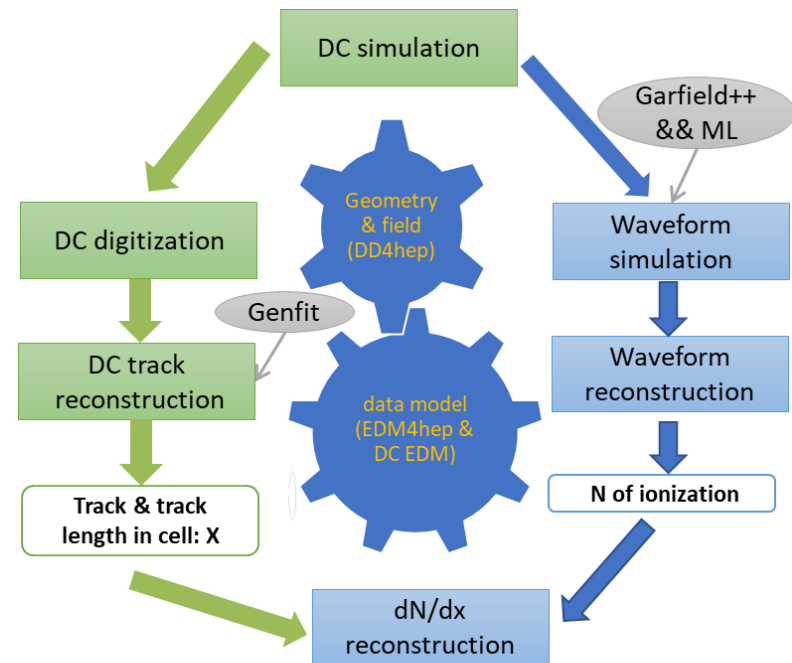 DC simulation
Garfield++
&& ML
Geometry
& field
(DD4hep)
DC digitization
Waveform
simulation
Genfit
DC track
reconstruction
Waveform
reconstruction
data model
(EDM4hep &
DC EDM)
Track & track
length in cell: X
N of ionization
dN/dx
reconstruction